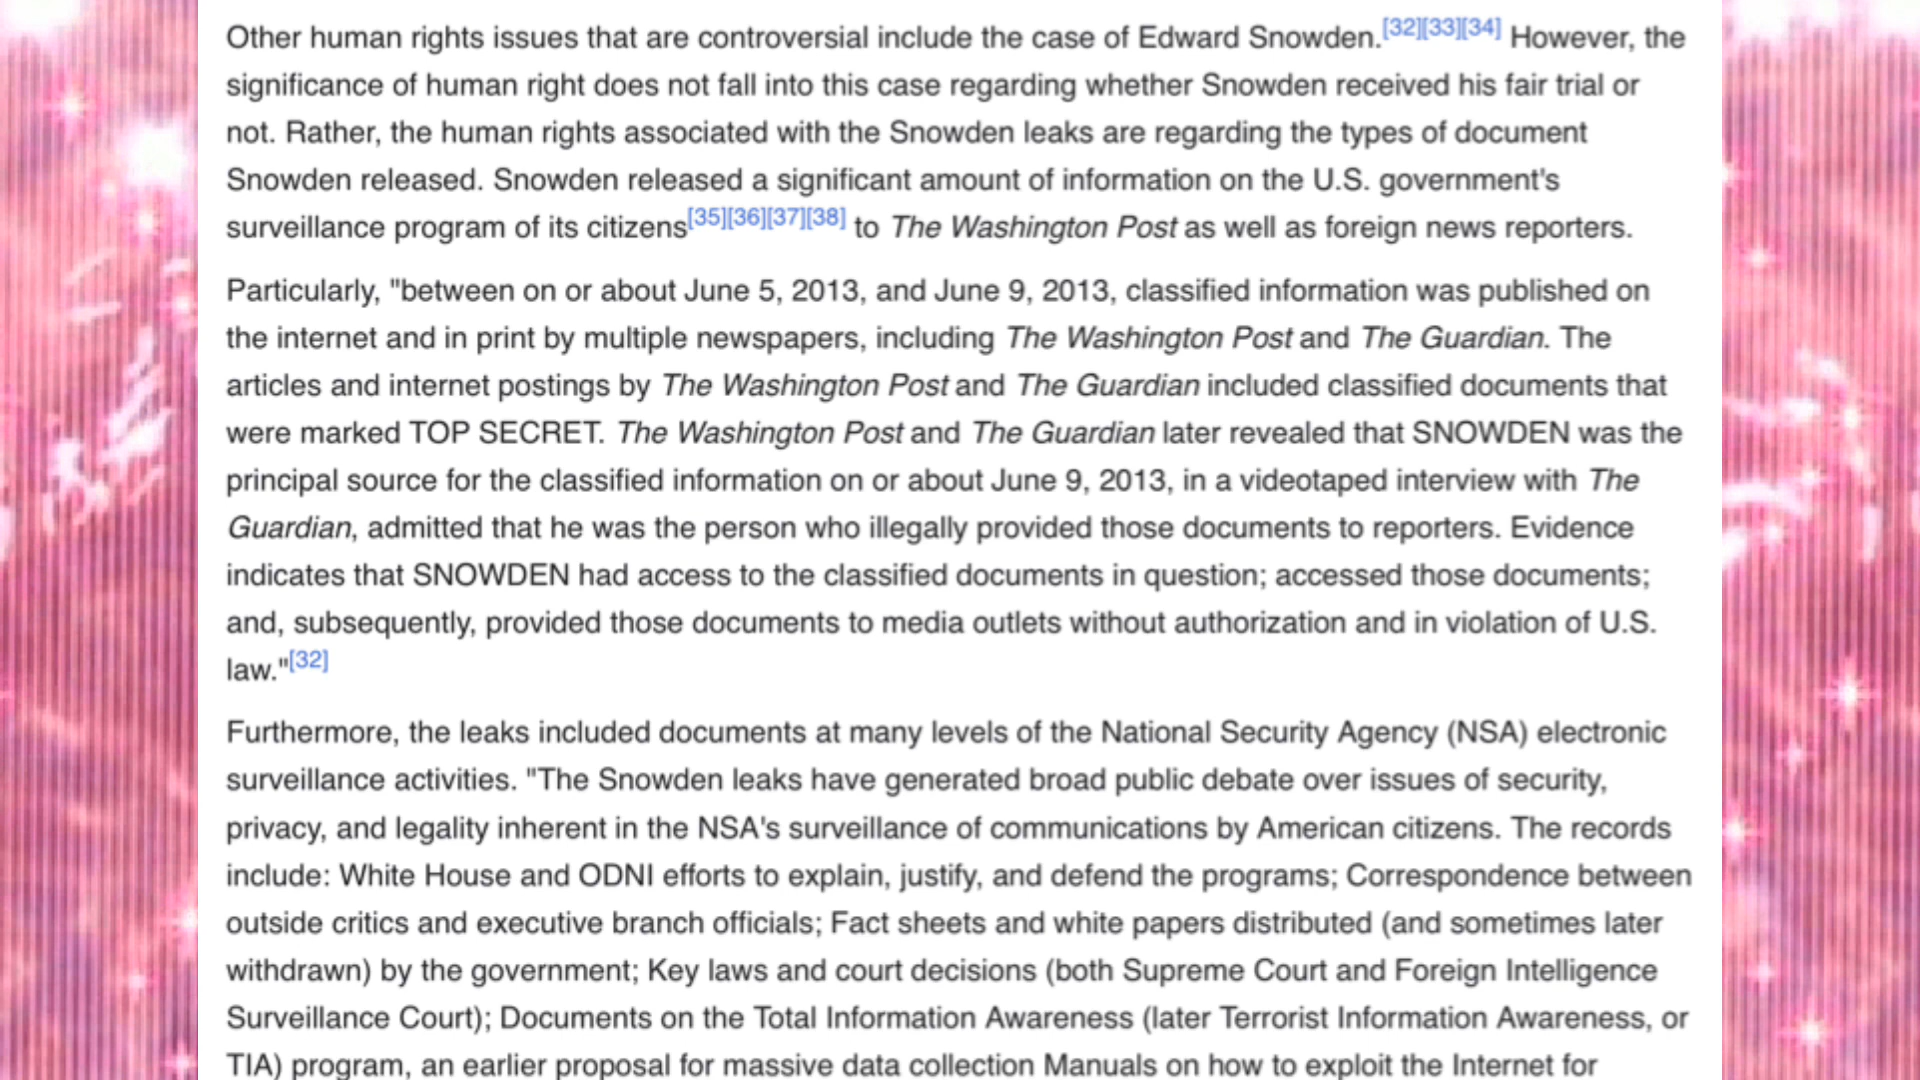 Other human rights issues that are controversial include the case of Edward Snowden.[32][33][34] However, the
significance of human right does not fall into this case regarding whether Snowden received his fair trial or
not. Rather, the human rights associated with the Snowden leaks are regarding the types of document
Snowden released. Snowden released a significant amount of information on the U.S. government's
surveillance program of its citizens[35][36][37][38] to The Washington Post as well as foreign news reporters.
Particularly, "between on or about June 5, 2013, and June 9, 2013, classified information was published on
the internet and in print by multiple newspapers, including The Washington Post and The Guardian. The
articles and internet postings by The Washington Post and The Guardian included classified documents that
were marked TOP SECRET. The Washington Post and The Guardian later revealed that SNOWDEN was the
principal source for the classified information on or about June 9, 2013, in a videotaped interview with The
Guardian, admitted that he was the person who illegally provided those documents to reporters. Evidence
indicates that SNOWDEN had access to the classified documents in question; accessed those documents;
and, subsequently, provided those documents to media outlets without authorization and in violation of U.S.
law."[32]
Furthermore, the leaks included documents at many levels of the National Security Agency (NSA) electronic
surveillance activities. "The Snowden leaks have generated broad public debate over issues of security,
privacy, and legality inherent in the NSA's surveillance of communications by American citizens. The records
include: White House and ODNI efforts to explain, justify, and defend the programs; Correspondence between
outside critics and executive branch officials; Fact sheets and white papers distributed (and sometimes later
withdrawn) by the government; Key laws and court decisions (both Supreme Court and Foreign Intelligence
Surveillance Court); Documents on the Total Information Awareness (later Terrorist Information Awareness, or
TIA) program, an earlier proposal for massive data collection Manuals on how to exploit the Internet for